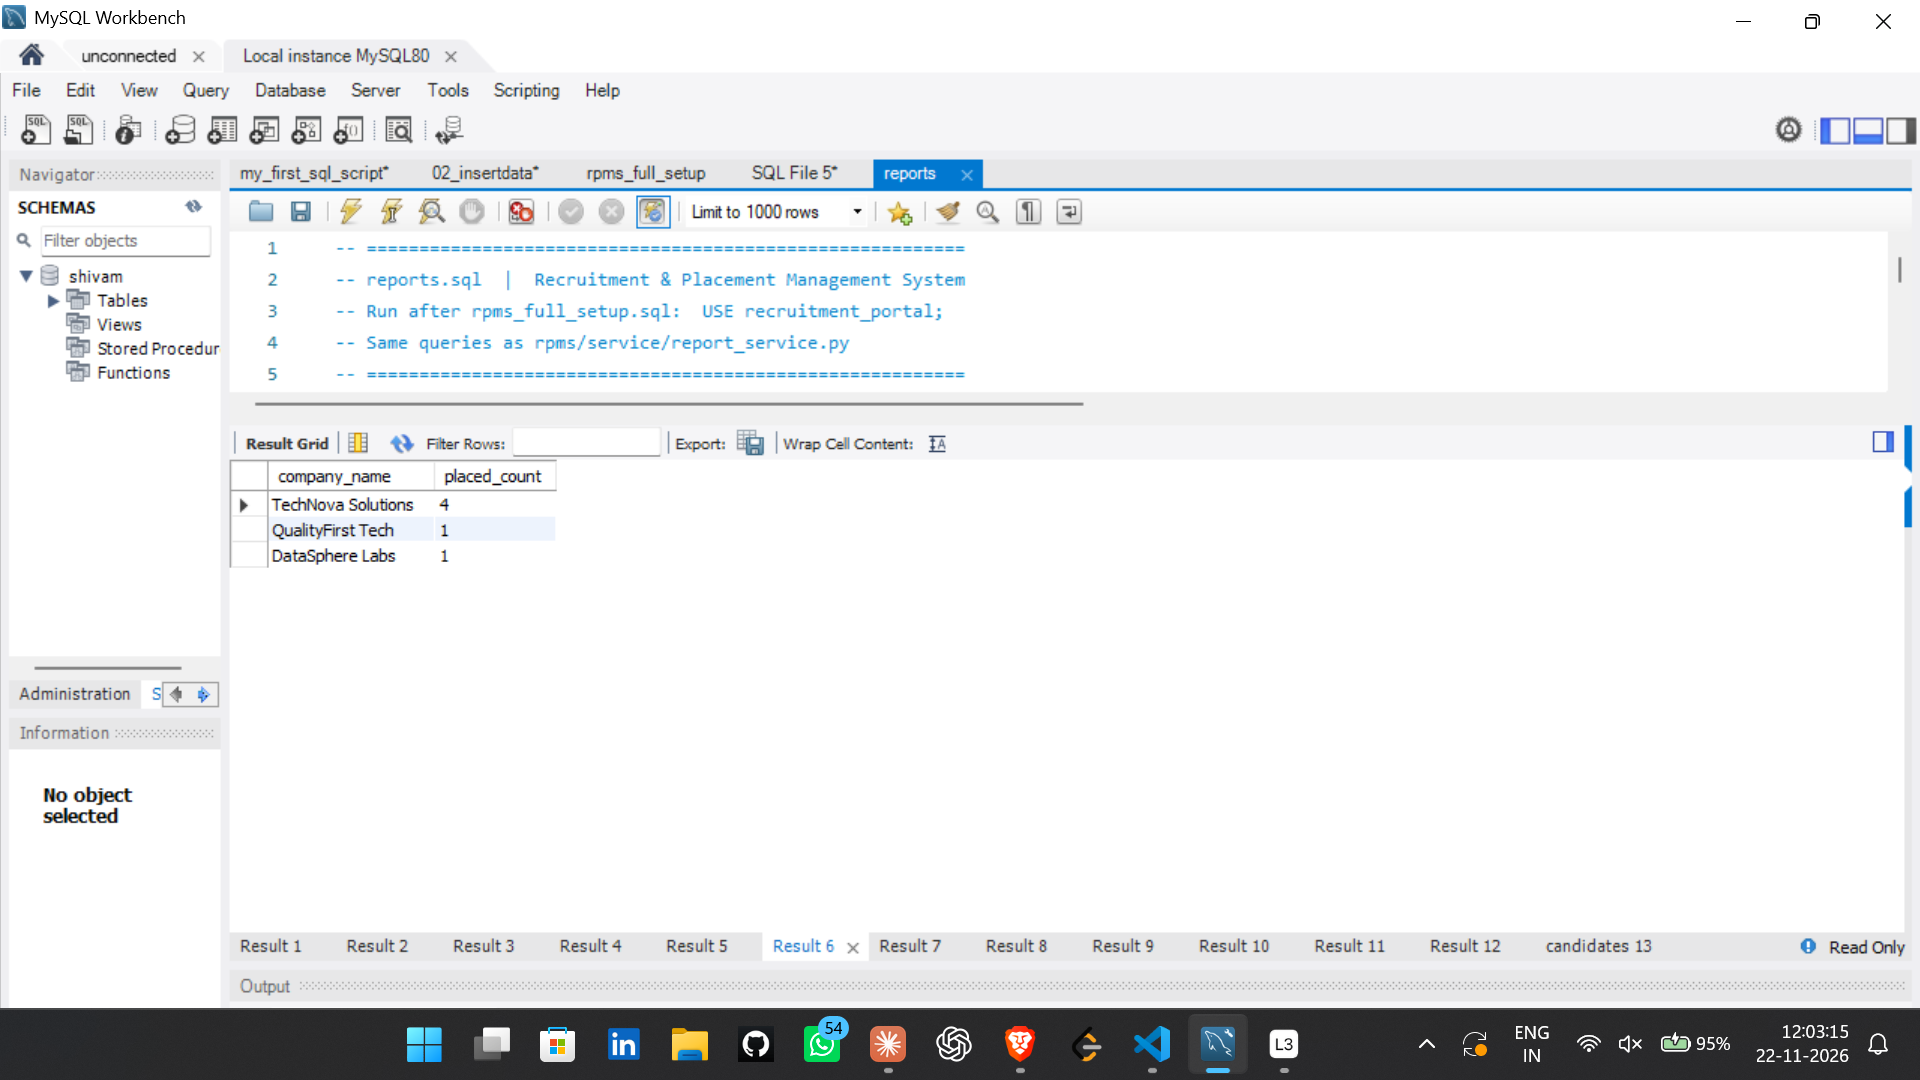 MySQL Workbench
unconnected
Local instance MySQL80
File Edit View Query Database Server Tools Scripting Help
Navigator
my_first_sql_script* 02_insertdata* rpms_full_setup SQL File 5* reports
SCHEMAS
Filter objects
shivam
Tables
Views
Stored Procedur
Functions
Limit to 1000 rows
1 -- =========================================================
2 -- reports.sql | Recruitment & Placement Management System
3 -- Run after rpms_full_setup.sql: USE recruitment_portal;
4 -- Same queries as rpms/service/report_service.py
5 -- =========================================================
Result Grid Filter Rows: Export: Wrap Cell Content:
company_name placed_count
TechNova Solutions 4
QualityFirst Tech 1
DataSphere Labs 1
Administration S
Information
No object
selected
Result 1 Result 2 Result 3 Result 4 Result 5 Result 6 Result 7 Result 8 Result 9 Result 10 Result 11 Result 12 candidates 13 Read Only
Output
54
L3
ENG
IN
95%
12:03:15
22-11-2026